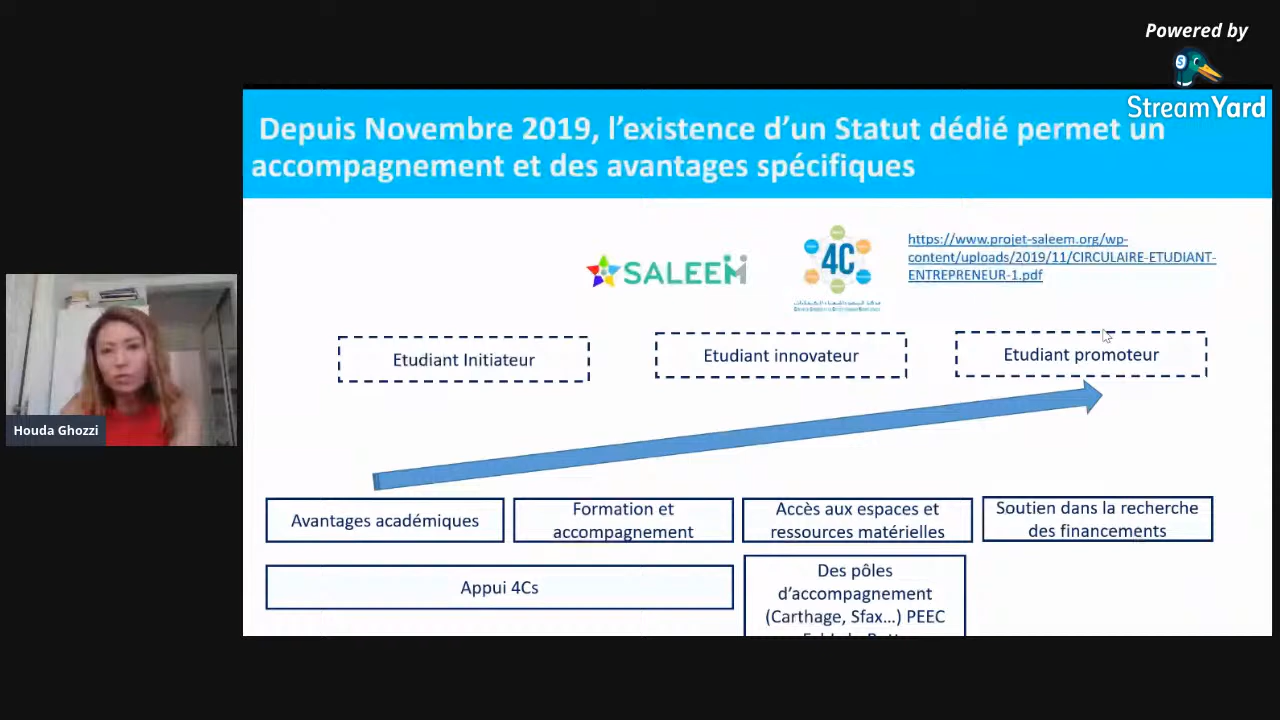 Powered by
StreamYard
Depuis Novembre 2019, l'existence d'un Statut dédié permet un
accompagnement et des avantages spécifiques
SALEEM
4C
https://www.projet-saleem.org/wp-
content/uploads/2019/11/CIRCULAIRE-ETUDIANT-
ENTREPRENEUR-1.pdf
Etudiant Initiateur
Etudiant innovateur
Etudiant promoteur
Houda Ghozzi
Avantages académiques
Formation et
accompagnement
Accès aux espaces et
ressources matérielles
Soutien dans la recherche
des financements
Appui 4Cs
Des pôles
d'accompagnement
(Carthage, Sfax...) PEEC